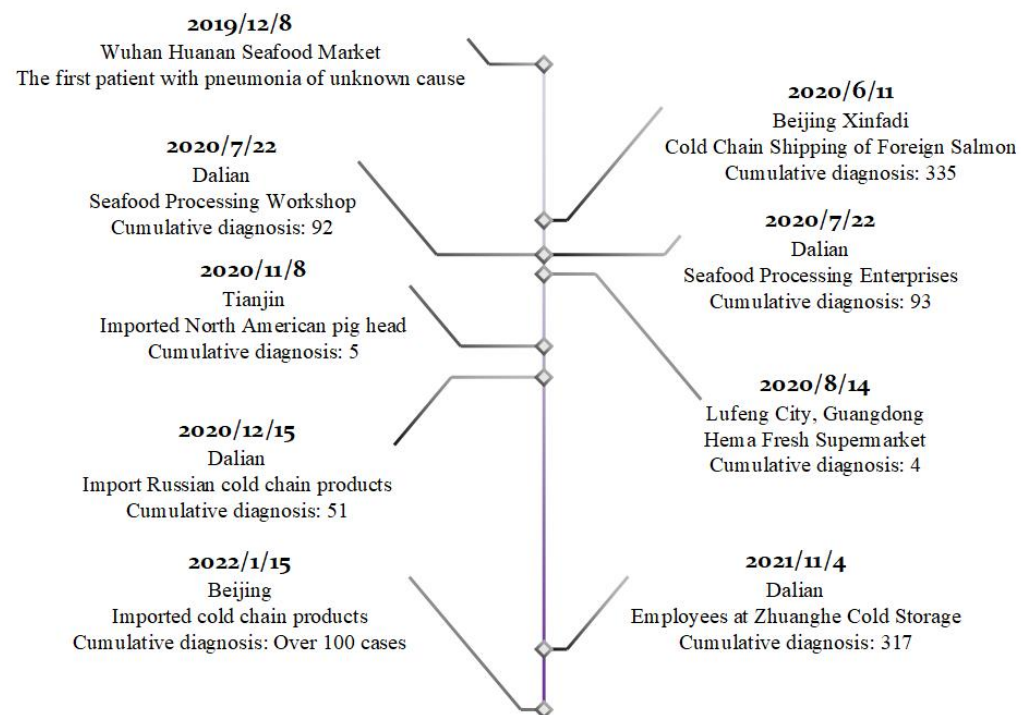 2019/12/8
Wuhan Huanan Seafood Market
The first patient with pneumonia of unknown cause
2020/6/11
Beijing Xinfadi
Cold Chain Shipping of Foreign Salmon
Cumulative diagnosis: 335
2020/7/22
Dalian
Seafood Processing Workshop
Cumulative diagnosis: 92
2020/7/22
Dalian
Seafood Processing Enterprises
Cumulative diagnosis: 93
2020/11/8
Tianjin
Imported North American pig head
Cumulative diagnosis: 5
2020/8/14
Lufeng City, Guangdong
Hema Fresh Supermarket
Cumulative diagnosis: 4
2020/12/15
Dalian
Import Russian cold chain products
Cumulative diagnosis: 51
2022/1/15
Beijing
Imported cold chain products
Cumulative diagnosis: Over 100 cases
2021/11/4
Dalian
Employees at Zhuanghe Cold Storage
Cumulative diagnosis: 317